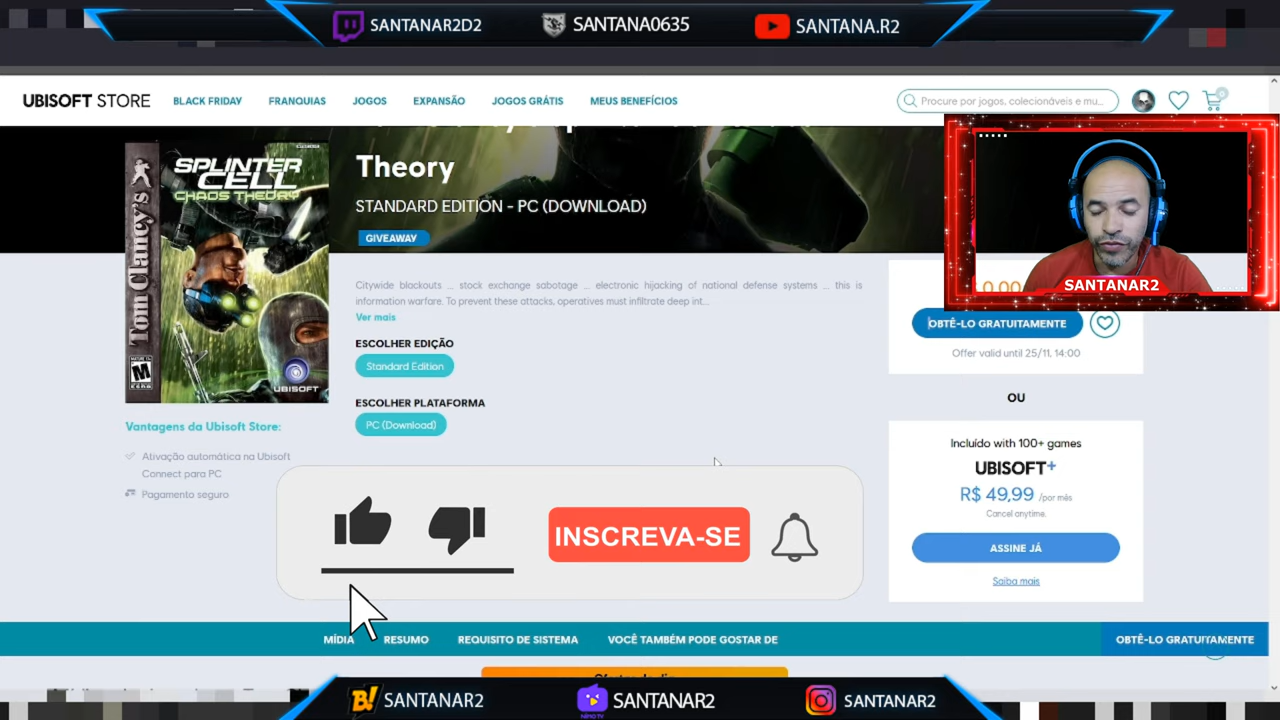 SANTANAR2D2
SANTANA0635
SANTANA.R2
UBISOFT STORE
BLACK FRIDAY
FRANQUIAS
JOGOS
EXPANSÃO
JOGOS GRÁTIS
MEUS BENEFÍCIOS
Procure por jogos, colecionáveis e mu...
0
Theory
STANDARD EDITION - PC (DOWNLOAD)
GIVEAWAY
Tom Clancy's
SPLINTER
CELL
CHAOS THEORY
M
UBISOFT
Citywide blackouts ... stock exchange sabotage ... electronic hijacking of national defense systems ... this is
information warfare. To prevent these attacks, operatives must infiltrate deep int...
Ver mais
ESCOLHER EDIÇÃO
Standard Edition
ESCOLHER PLATAFORMA
PC (Download)
Vantagens da Ubisoft Store:
Ativação automática na Ubisoft
Connect para PC
Pagamento seguro
SANTANAR2
OBTÊ-LO GRATUITAMENTE
Offer valid until 25/11, 14:00
OU
Incluído with 100+ games
UBISOFT+
R$ 49,99 /por mês
Cancel anytime.
ASSINE JÁ
Saiba mais
INSCREVA-SE
MÍDIA
RESUMO
REQUISITO DE SISTEMA
VOCÊ TAMBÉM PODE GOSTAR DE
OBTÊ-LO GRATUITAMENTE
B! SANTANAR2
NIMO TV
SANTANAR2
SANTANAR2